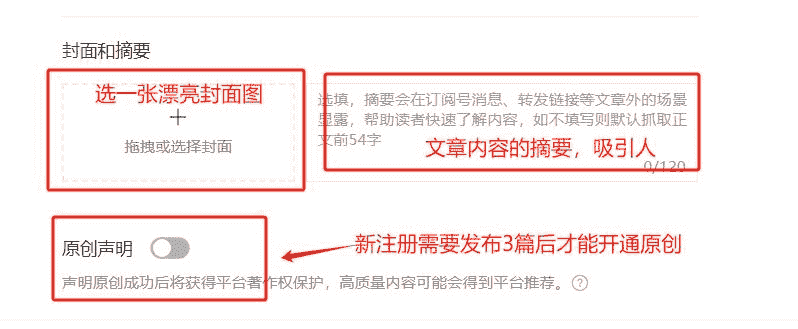 封面和摘要
选一张漂亮封面图
拖拽或选择封面
选填，摘要会在订阅号消息、转发链接等文章外的场景
显露，帮助读者快速了解内容，如不填写则默认抓取正
文前54字
文章内容的摘要，吸引人
0/120
原创声明
新注册需要发布3篇后才能开通原创
声明原创成功后将获得平台著作权保护，高质量内容可能会得到平台推荐。